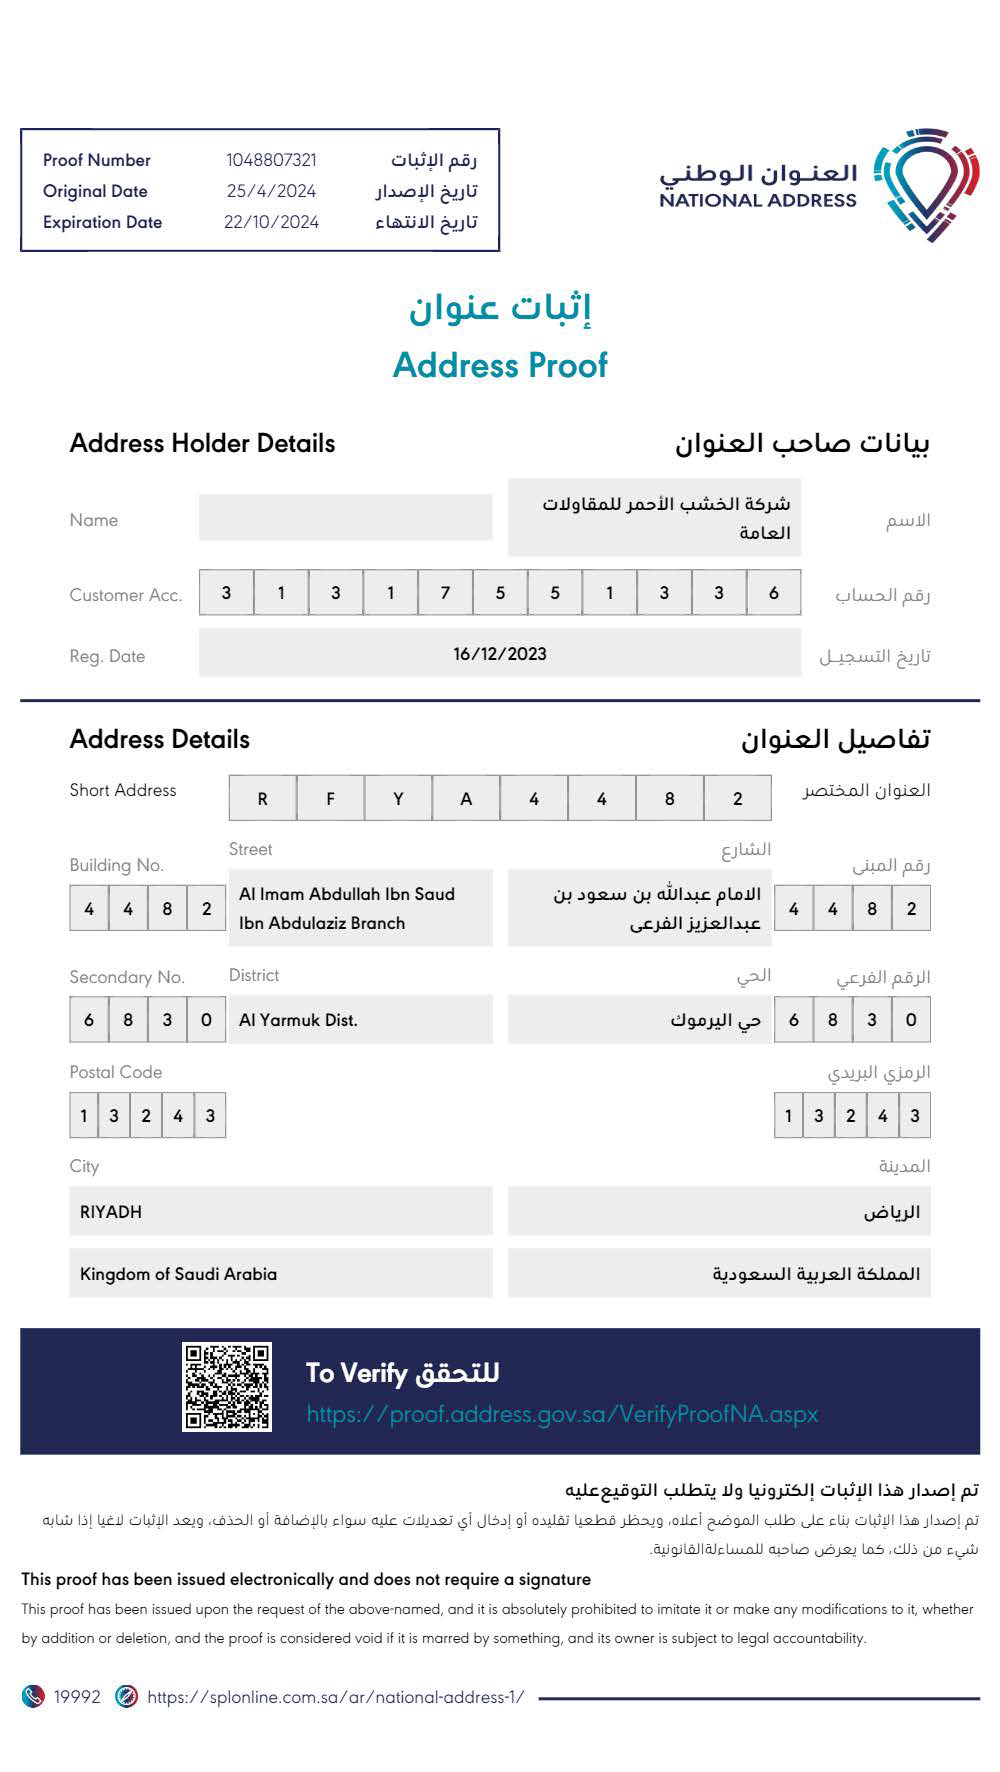 Proof Number 1048807321 رقم الإثبات
Original Date 25/4/2024 تاريخ الإصدار
Expiration Date 22/10/2024 تاريخ الانتهاء
العنـوان الـوطني
NATIONAL ADDRESS
إثبات عنوان
Address Proof
Address Holder Details بيانات صاحب العنوان
Name شركة الخشب الأحمر للمقاولات الاسم
العامة
Customer Acc. 3 1 3 1 7 5 5 1 3 3 6 رقم الحساب
Reg. Date 16/12/2023 تاريخ التسجيـل
Address Details تفاصيل العنوان
Short Address R F Y A 4 4 8 2 العنوان المختصر
Street الشارع
Building No. رقم المبنى
4 4 8 2 Al Imam Abdullah Ibn Saud الامام عبدالله بن سعود بن 4 4 8 2
Ibn Abdulaziz Branch عبدالعزيز الفرعى
Secondary No. District الحي الرقم الفرعي
6 8 3 0 Al Yarmuk Dist. حي اليرموك 6 8 3 0
Postal Code الرمزي البريدي
1 3 2 4 3 1 3 2 4 3
City المدينة
RIYADH الرياض
Kingdom of Saudi Arabia المملكة العربية السعودية
To Verify للتحقق
https://proof.address.gov.sa/VerifyProofNA.aspx
تم إصدار هذا الإثبات إلكترونيا ولا يتطلب التوقيع‌عليه
تم إصدار هذا الإثبات بناء على طلب الموضح أعلاه، ويحظر قطعيا تقليده أو إدخال أي تعديلات عليه سواء بالإضافة أو الحذف، ويعد الإثبات لاغيا إذا شابه
شيء من ذلك، كما يعرض صاحبه للمساءلةالقانونية.
This proof has been issued electronically and does not require a signature
This proof has been issued upon the request of the above-named, and it is absolutely prohibited to imitate it or make any modifications to it, whether
by addition or deletion, and the proof is considered void if it is marred by something, and its owner is subject to legal accountability.
19992 https://splonline.com.sa/ar/national-address-1/